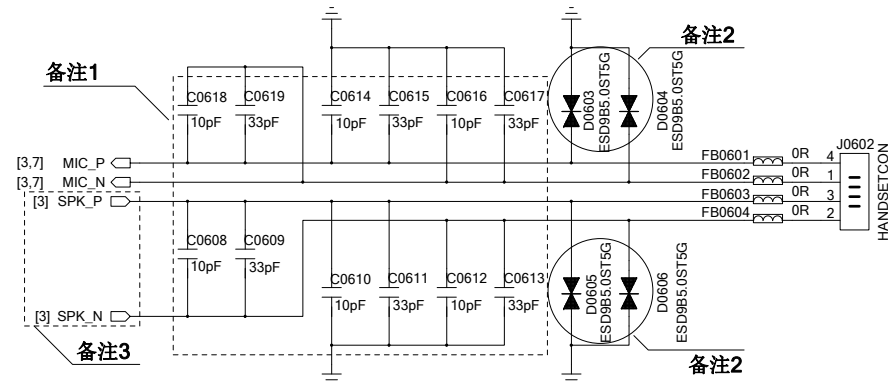 备注2
备注1
C0618
10pF
C0619
33pF
C0614
10pF
C0615
33pF
C0616
10pF
C0617
33pF
D0603
ESD9B5.0ST5G
D0604
ESD9B5.0ST5G
J0602
HANDSETCON
[3,7] MIC_P
FB0601 0R 4
[3,7] MIC_N
FB0602 0R 1
[3] SPK_P
FB0603 0R 3
FB0604 0R 2
C0608
10pF
C0609
33pF
C0610
10pF
C0611
33pF
C0612
10pF
C0613
33pF
D0605
ESD9B5.0ST5G
D0606
ESD9B5.0ST5G
[3] SPK_N
备注3
备注2